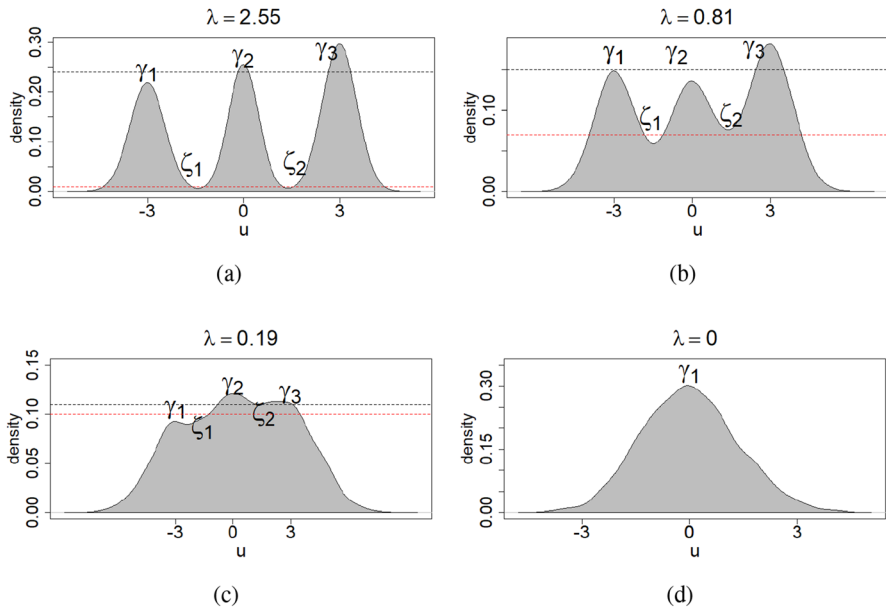 λ = 2.55
density
0.00 0.10 0.20 0.30
γ1 γ2 γ3
ζ1 ζ2
-3 0 3
u
(a)
λ = 0.81
density
0.00 0.10
γ1 γ2 γ3
ζ1 ζ2
-3 0 3
u
(b)
λ = 0.19
density
0.00 0.05 0.10 0.15
γ1 γ2 γ3
ζ1 ζ2
-3 0 3
u
(c)
λ = 0
density
0.00 0.15 0.30
γ1
-3 0 3
u
(d)